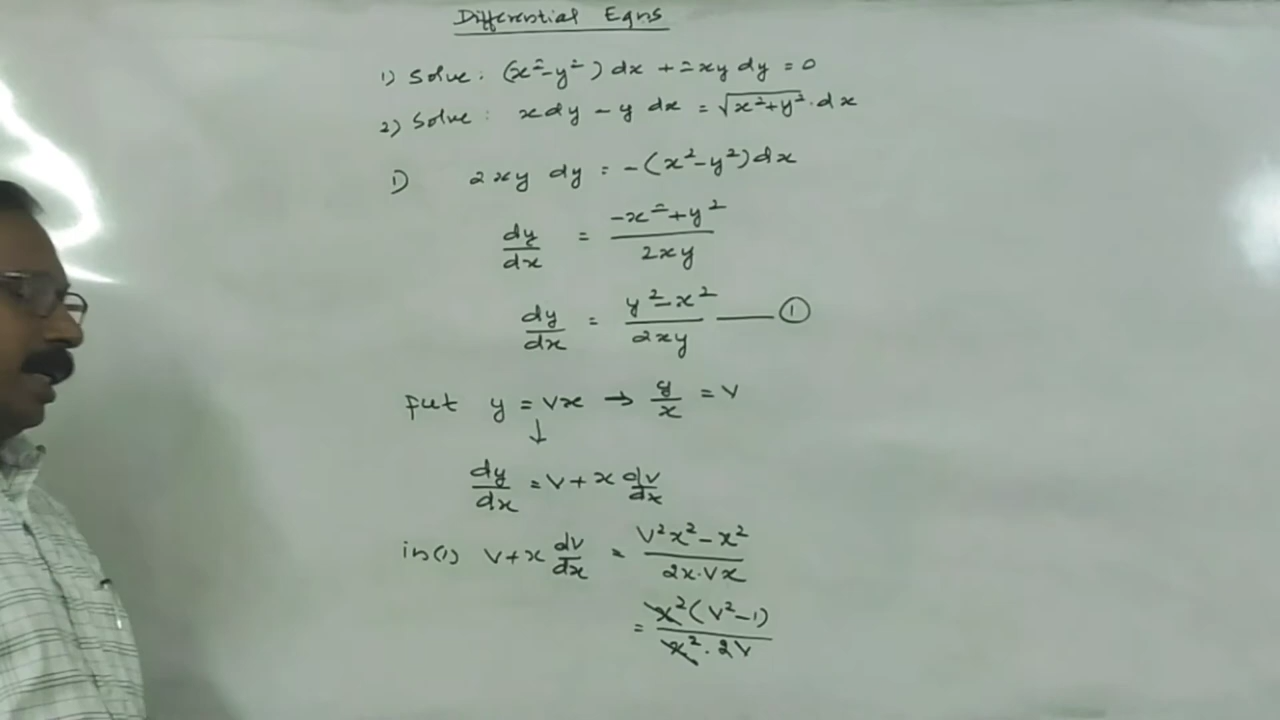 Differential Eqns
1) Solve: (x²-y²) dx + 2xy dy = 0
2) Solve: x dy - y dx = √x²+y² · dx
1) 2xy dy = -(x²-y²) dx
dy/dx = -x²+y² / 2xy
dy/dx = y²-x² / 2xy —— ①
Put y = vx → y/x = v
↓
dy/dx = v + x dv/dx
in (1) v + x dv/dx = v²x² - x² / 2x·vx
= x²(v²-1) / x²·2v